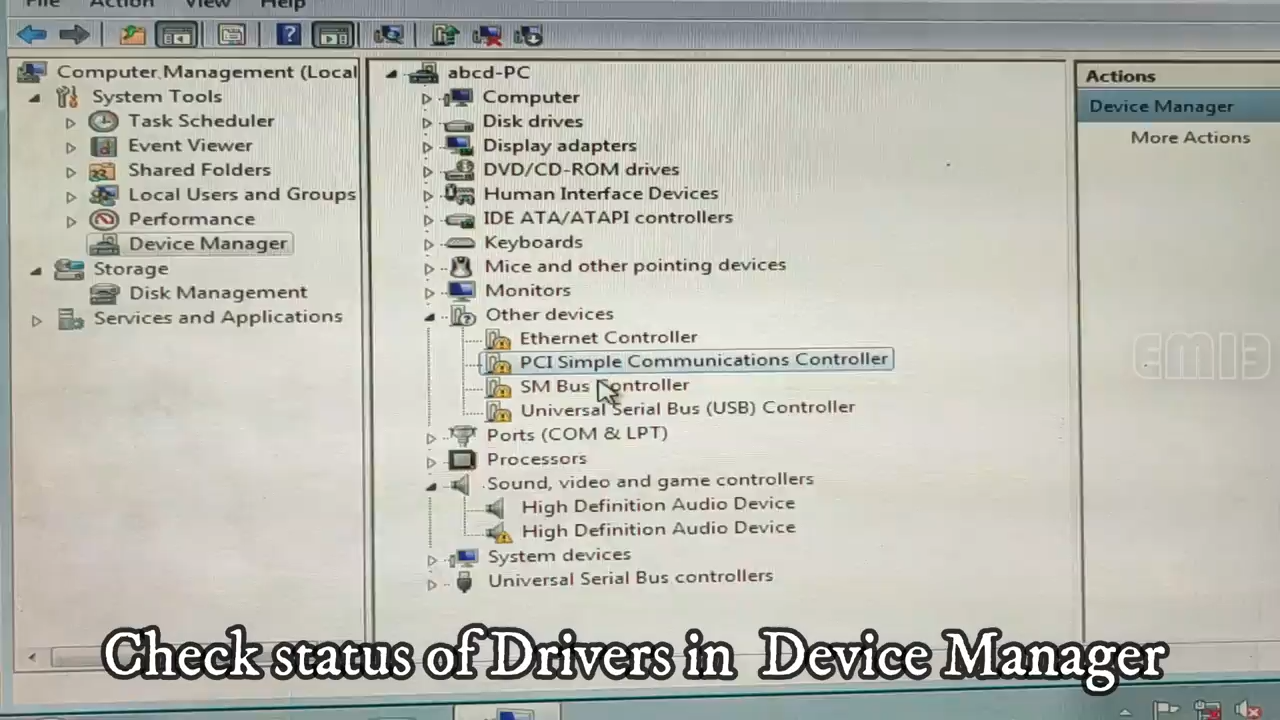 File Action View Help
Computer Management (Local
System Tools
Task Scheduler
Event Viewer
Shared Folders
Local Users and Groups
Performance
Device Manager
Storage
Disk Management
Services and Applications
abcd-PC
Computer
Disk drives
Display adapters
DVD/CD-ROM drives
Human Interface Devices
IDE ATA/ATAPI controllers
Keyboards
Mice and other pointing devices
Monitors
Other devices
Ethernet Controller
PCI Simple Communications Controller
SM Bus Controller
Universal Serial Bus (USB) Controller
Ports (COM & LPT)
Processors
Sound, video and game controllers
High Definition Audio Device
High Definition Audio Device
System devices
Universal Serial Bus controllers
Actions
Device Manager
More Actions
EMI3
Check status of Drivers in Device Manager